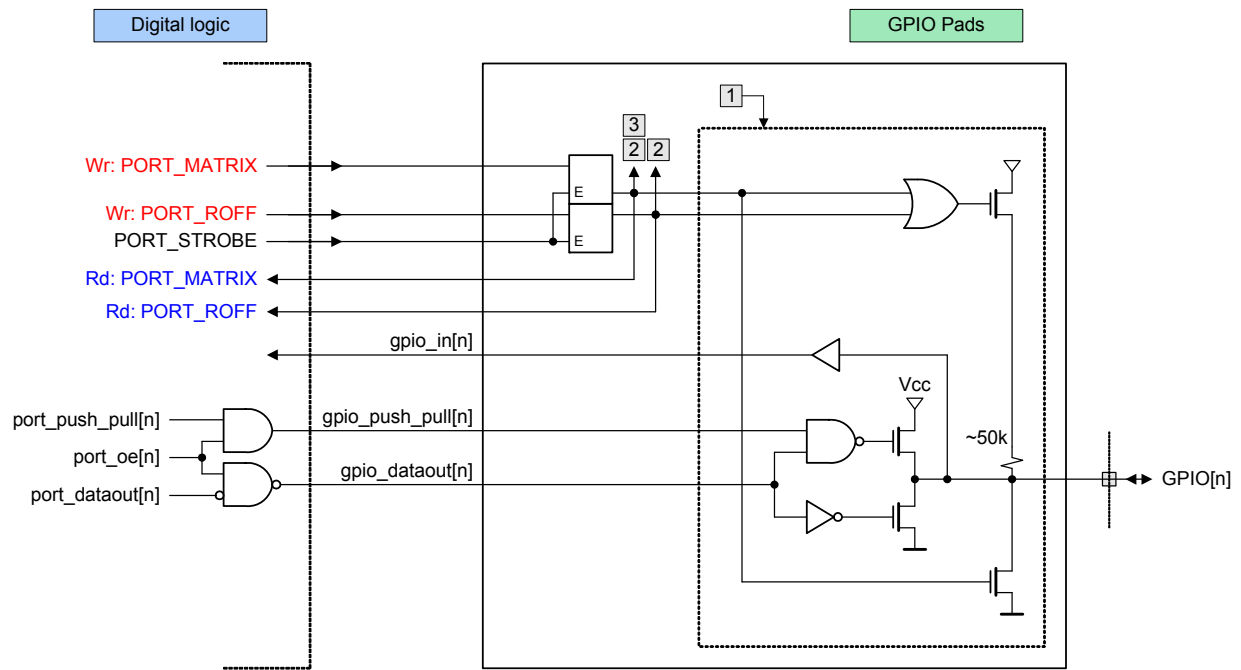 Digital logic
GPIO Pads
1
3
2
2
Wr: PORT_MATRIX
E
Wr: PORT_ROFF
PORT_STROBE
E
Rd: PORT_MATRIX
Rd: PORT_ROFF
gpio_in[n]
Vcc
port_push_pull[n]
gpio_push_pull[n]
~50k
port_oe[n]
gpio_dataout[n]
GPIO[n]
port_dataout[n]